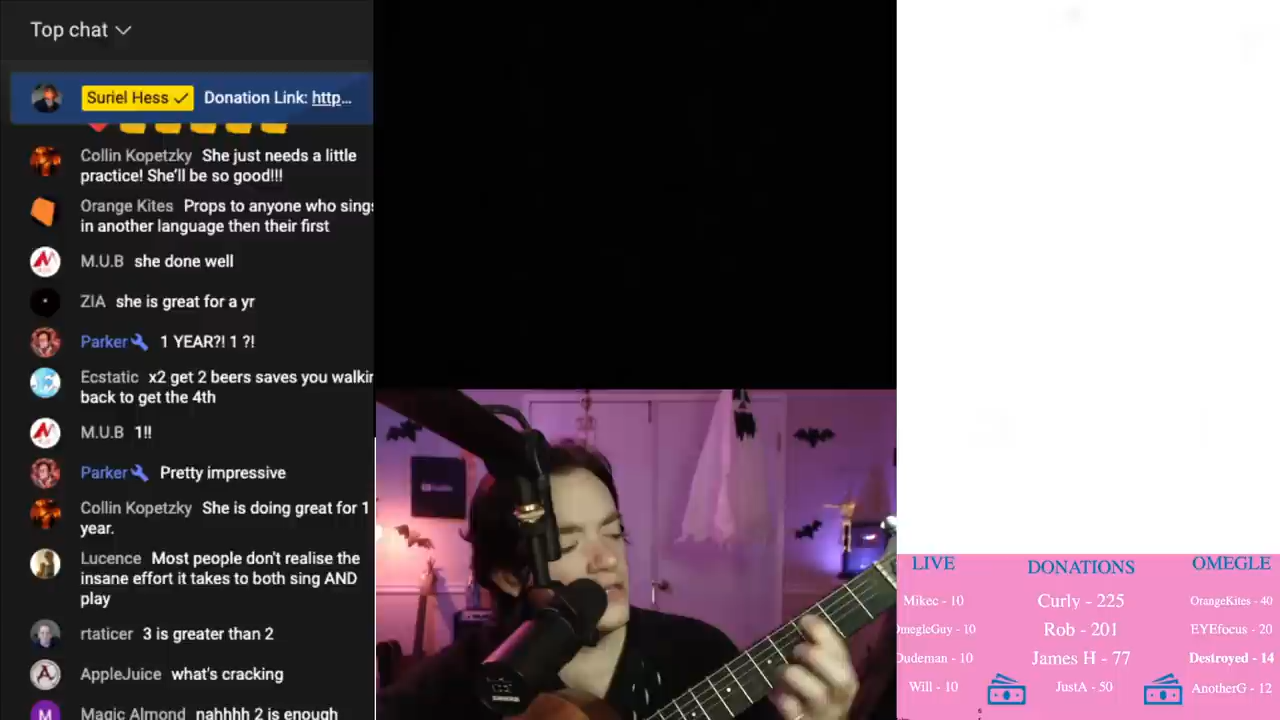 Top chat
Suriel Hess Donation Link: http...
Collin Kopetzky She just needs a little
practice! She'll be so good!!!
Orange Kites Props to anyone who sings
in another language then their first
M.U.B she done well
ZIA she is great for a yr
Parker 1 YEAR?! 1 ?!
Ecstatic x2 get 2 beers saves you walkin
back to get the 4th
M.U.B 1!!
Parker Pretty impressive
Collin Kopetzky She is doing great for 1
year.
Lucence Most people don't realise the
insane effort it takes to both sing AND
play
rtaticer 3 is greater than 2
AppleJuice what's cracking
Magic Almond nahhhh 2 is enough
LIVE
Mikec - 10
OmegleGuy - 10
Dudeman - 10
Will - 10
DONATIONS
Curly - 225
Rob - 201
James H - 77
JustA - 50
OMEGLE
OrangeKites - 40
EYEfocus - 20
Destroyed - 14
AnotherG - 12